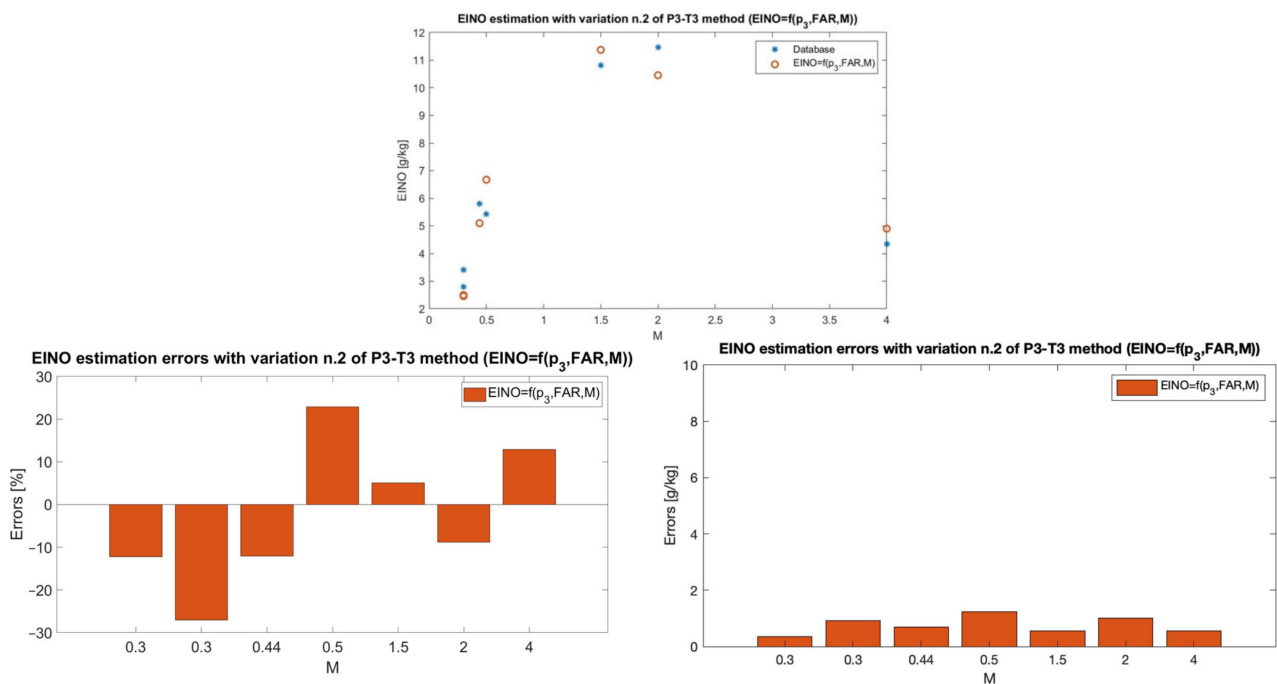 EINO estimation with variation n.2 of P3-T3 method (EINO=f(p3,FAR,M))
12
11
10
9
8
7
6
5
4
3
2
EINO [g/kg]
Database
EINO=f(p3,FAR,M)
0 0.5 1 1.5 2 2.5 3 3.5 4
M
EINO estimation errors with variation n.2 of P3-T3 method (EINO=f(p3,FAR,M))
30
20
10
0
−10
−20
−30
Errors [%]
EINO=f(p3,FAR,M)
0.3 0.3 0.44 0.5 1.5 2 4
M
EINO estimation errors with variation n.2 of P3-T3 method (EINO=f(p3,FAR,M))
10
8
6
4
2
0
Errors [g/kg]
EINO=f(p3,FAR,M)
0.3 0.3 0.44 0.5 1.5 2 4
M